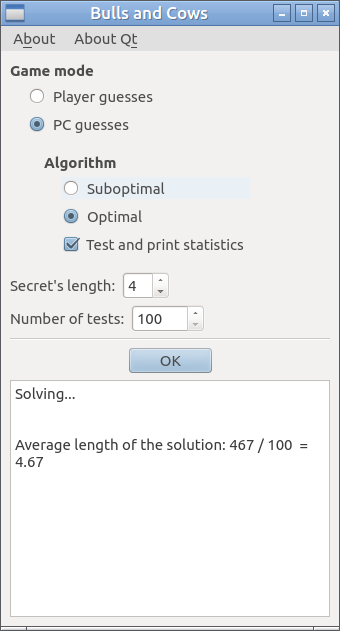 Bulls and Cows
About About Qt
Game mode
Player guesses
PC guesses
Algorithm
Suboptimal
Optimal
Test and print statistics
Secret's length: 4
Number of tests: 100
OK
Solving...
Average length of the solution: 467 / 100  =
4.67